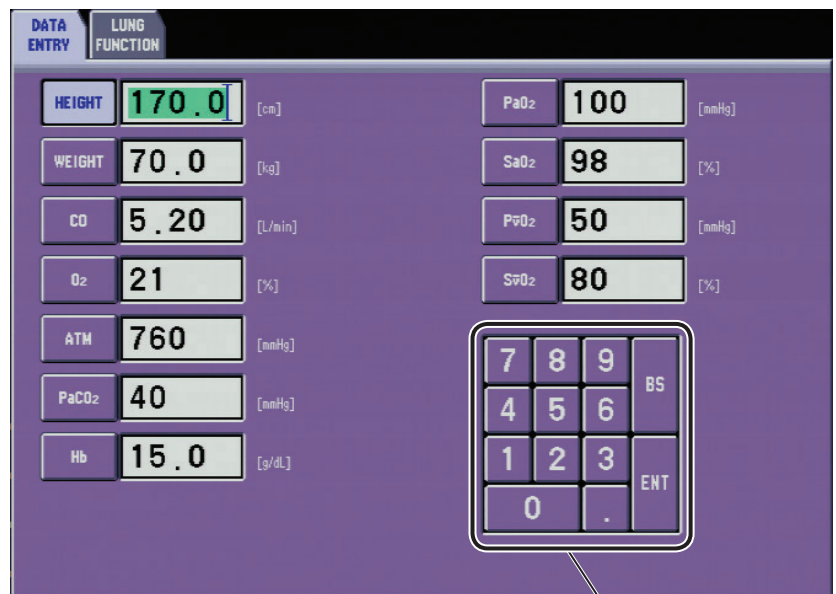 DATA ENTRY
LUNG FUNCTION
HEIGHT 170.0 [cm]
WEIGHT 70.0 [kg]
CO 5.20 [L/min]
O2 21 [%]
ATM 760 [mmHg]
PaCO2 40 [mmHg]
Hb 15.0 [g/dL]
PaO2 100 [mmHg]
SaO2 98 [%]
Pv̄O2 50 [mmHg]
Sv̄O2 80 [%]
7 8 9 BS
4 5 6
1 2 3 ENT
0 .